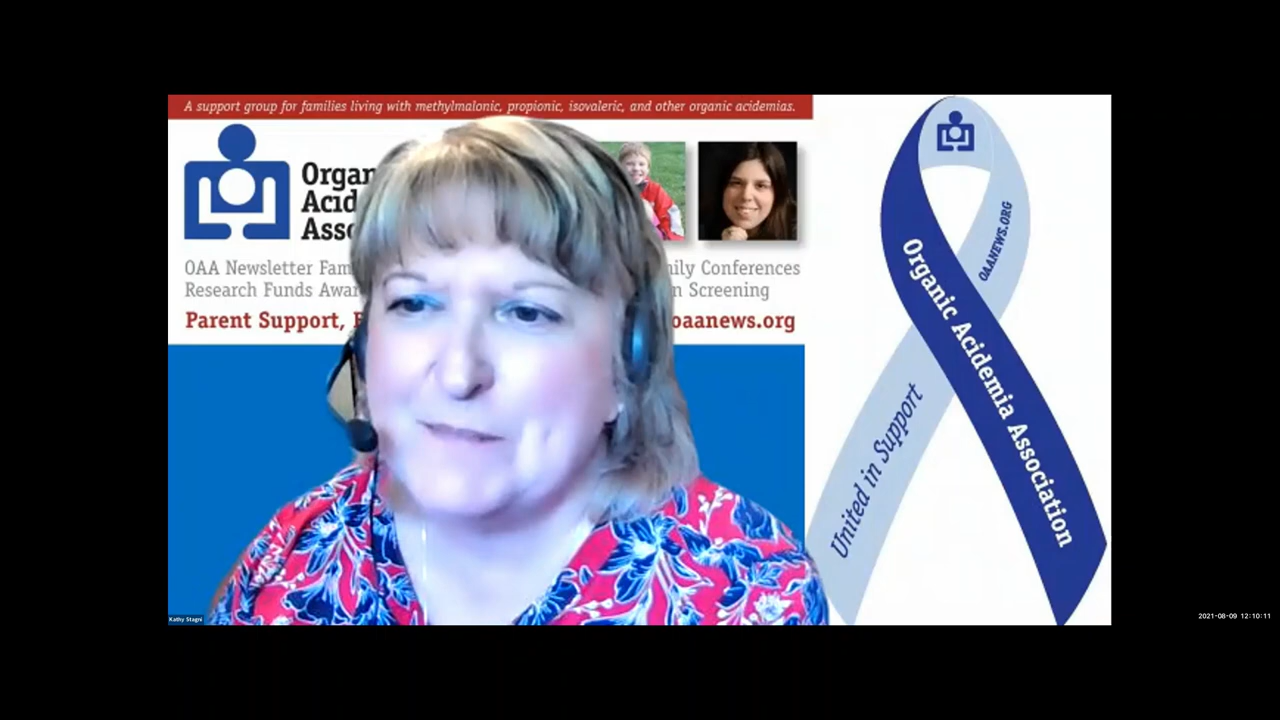 A support group for families living with methylmalonic, propionic, isovaleric, and other organic acidemias.
Organ
Acid
Asso
OAA Newsletter Fam
ily Conferences
Research Funds Awar
n Screening
Parent Support,
oaanews.org
OAANEWS.ORG
Organic Acidemia Association
United in Support
Kathy Stagni
2021-08-09 12:10:11